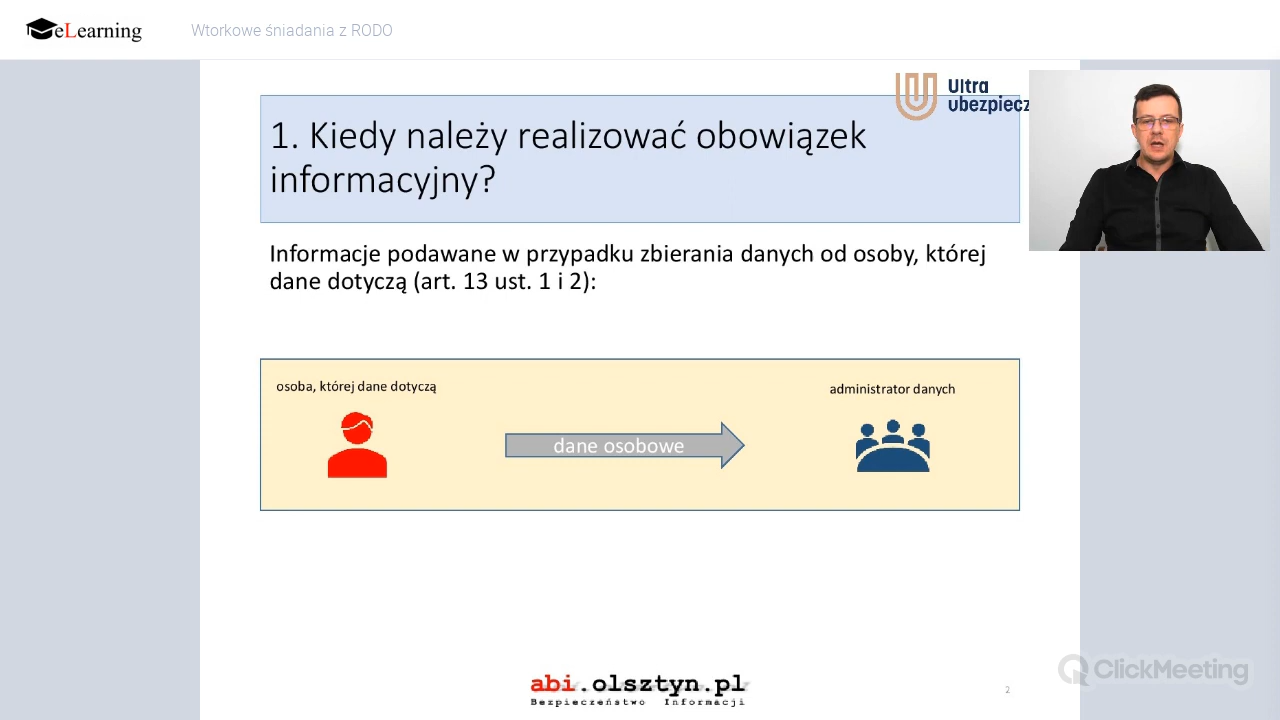 eLearning
Wtorkowe śniadania z RODO
Ultra
ubezpiecz
1. Kiedy należy realizować obowiązek
informacyjny?
Informacje podawane w przypadku zbierania danych od osoby, której
dane dotyczą (art. 13 ust. 1 i 2):
osoba, której dane dotyczą
administrator danych
dane osobowe
abi.olsztyn.pl
Bezpieczeństwo Informacji
2
ClickMeeting